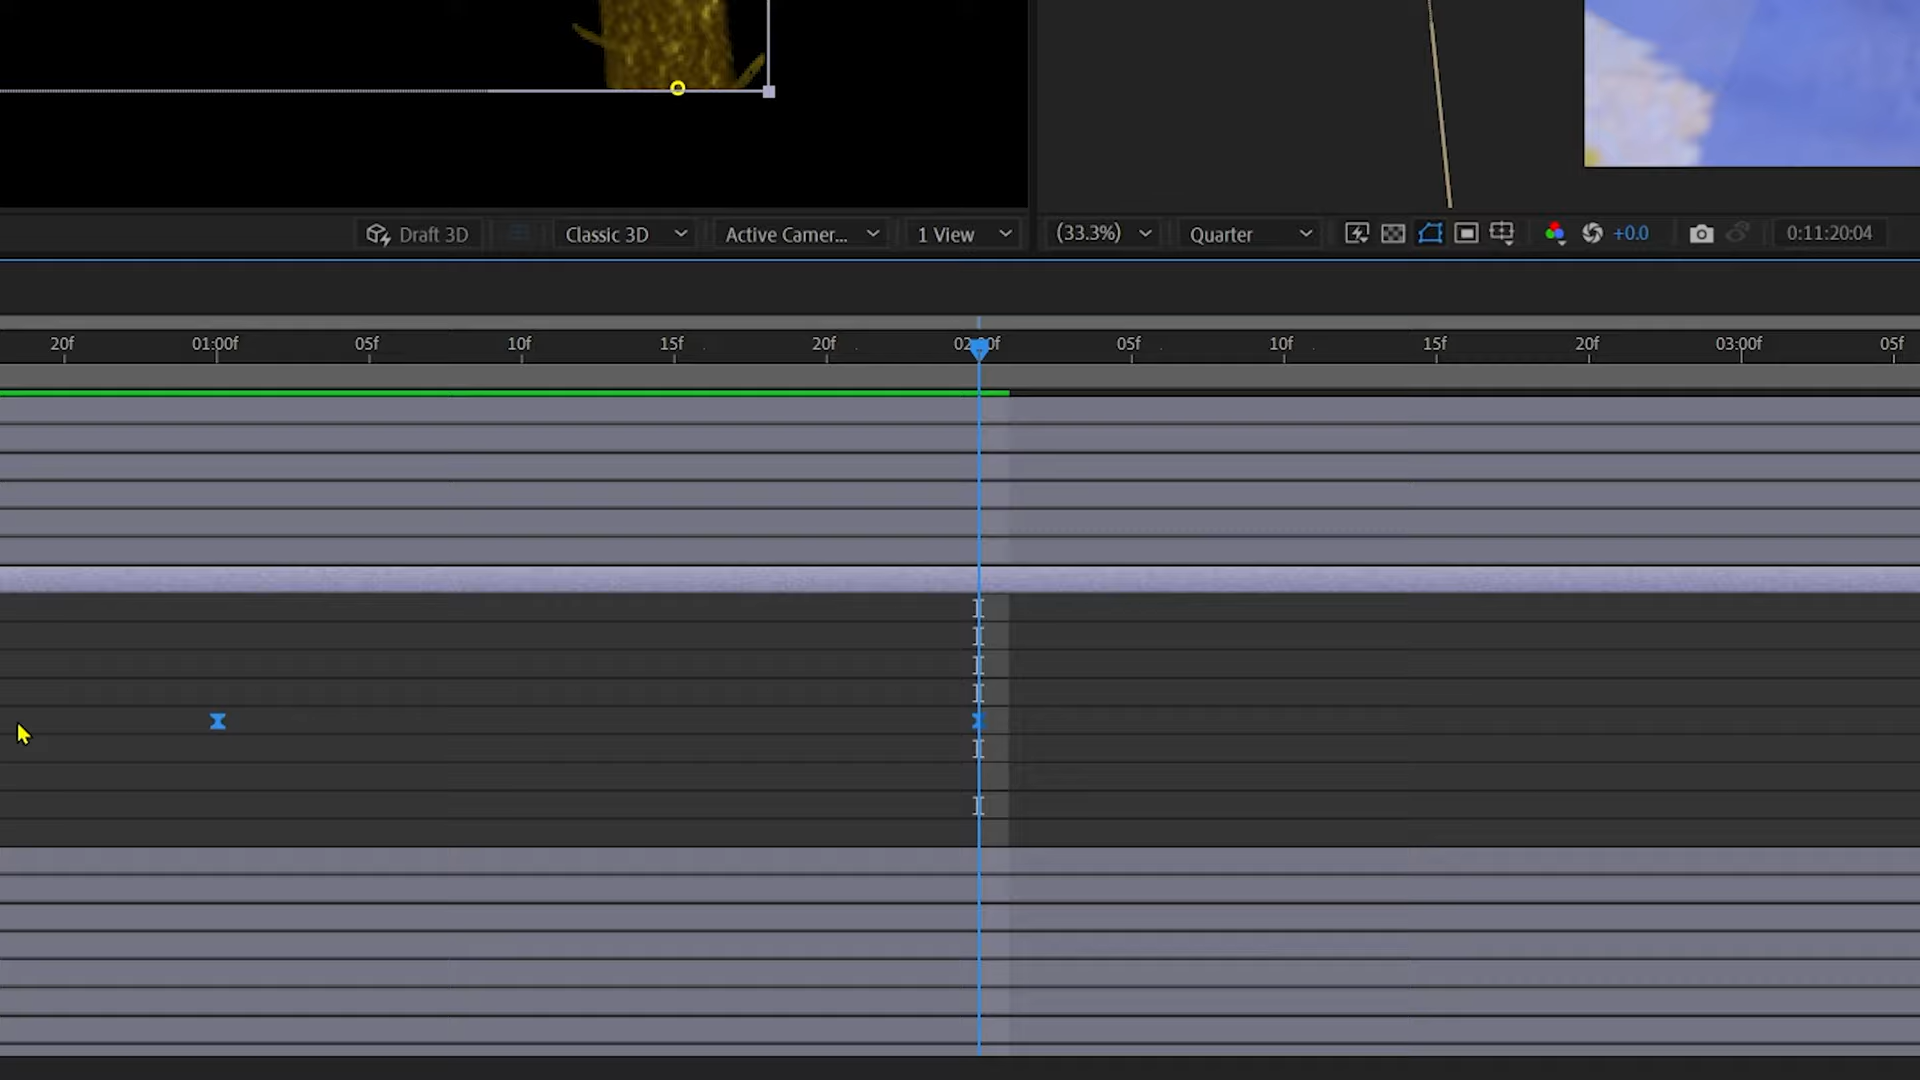 Draft 3D Classic 3D Active Camer... 1 View (33.3%) Quarter +0.0 0:11:20:04
20f 01:00f 05f 10f 15f 20f 02:00f 05f 10f 15f 20f 03:00f 05f